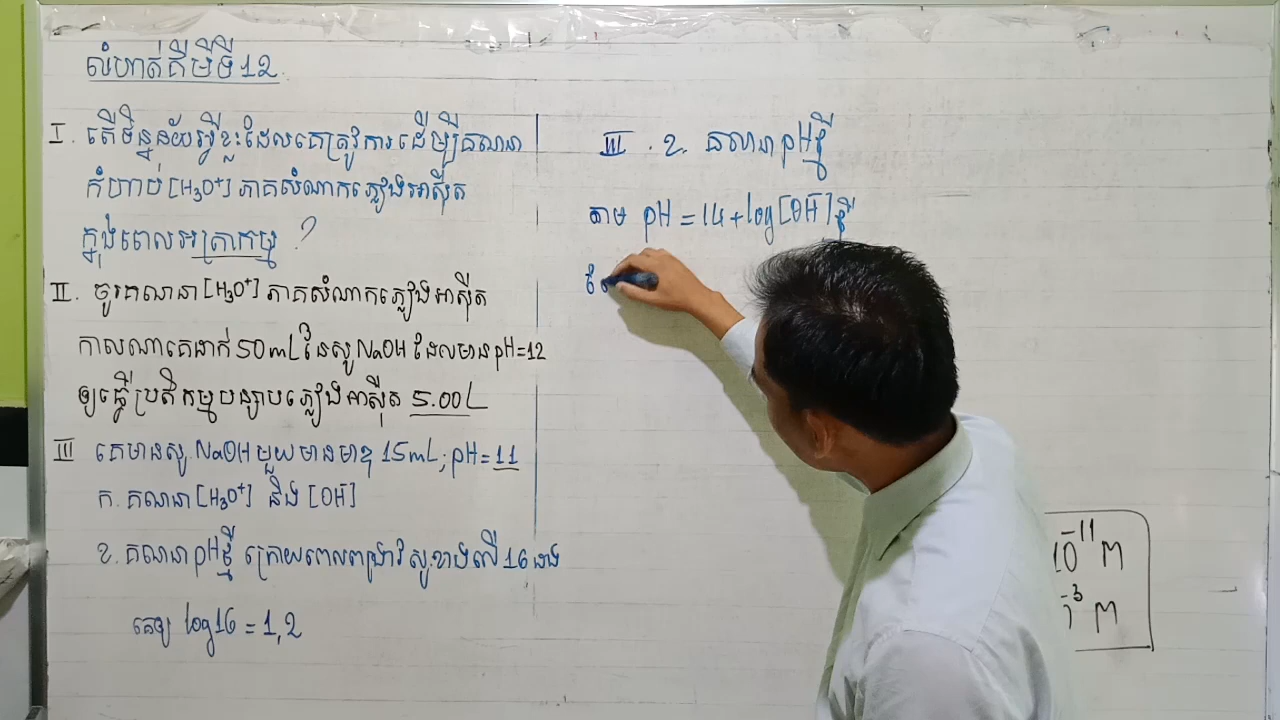 លំហាត់គីមីទី12
I. តើទិន្នន័យអ្វីខ្លះដែលគេត្រូវការដើម្បីគណនា
កំហាប់ [H₃O⁺] ភាគសំណាកភ្លៀងអាស៊ីត
ក្នុងពេលអត្រាកម្ម ?
II. ចូរគណនា [H₃O⁺] ភាគសំណាកភ្លៀងអាស៊ីត
កាលណាគេដាក់ 50mL នៃសូ.NaOH ដែលមាន pH=12
ឲ្យធ្វើប្រតិកម្មបន្សាបភ្លៀងអាស៊ីត 5.00L
III គេមានសូ.NaOH មួយមានមាឌ 15mL; pH=11
ក. គណនា [H₃O⁺] និង [OH⁻]
ខ. គណនា pHថ្មី ក្រោយពេលពង្រាវសូ.ខាងលើ 16 ដង
គេឲ្យ log16 = 1,2
III . ខ. គណនា pHថ្មី
តាម pH = 14+log[OH⁻]ថ្មី
10⁻¹¹ M
⁻³ M